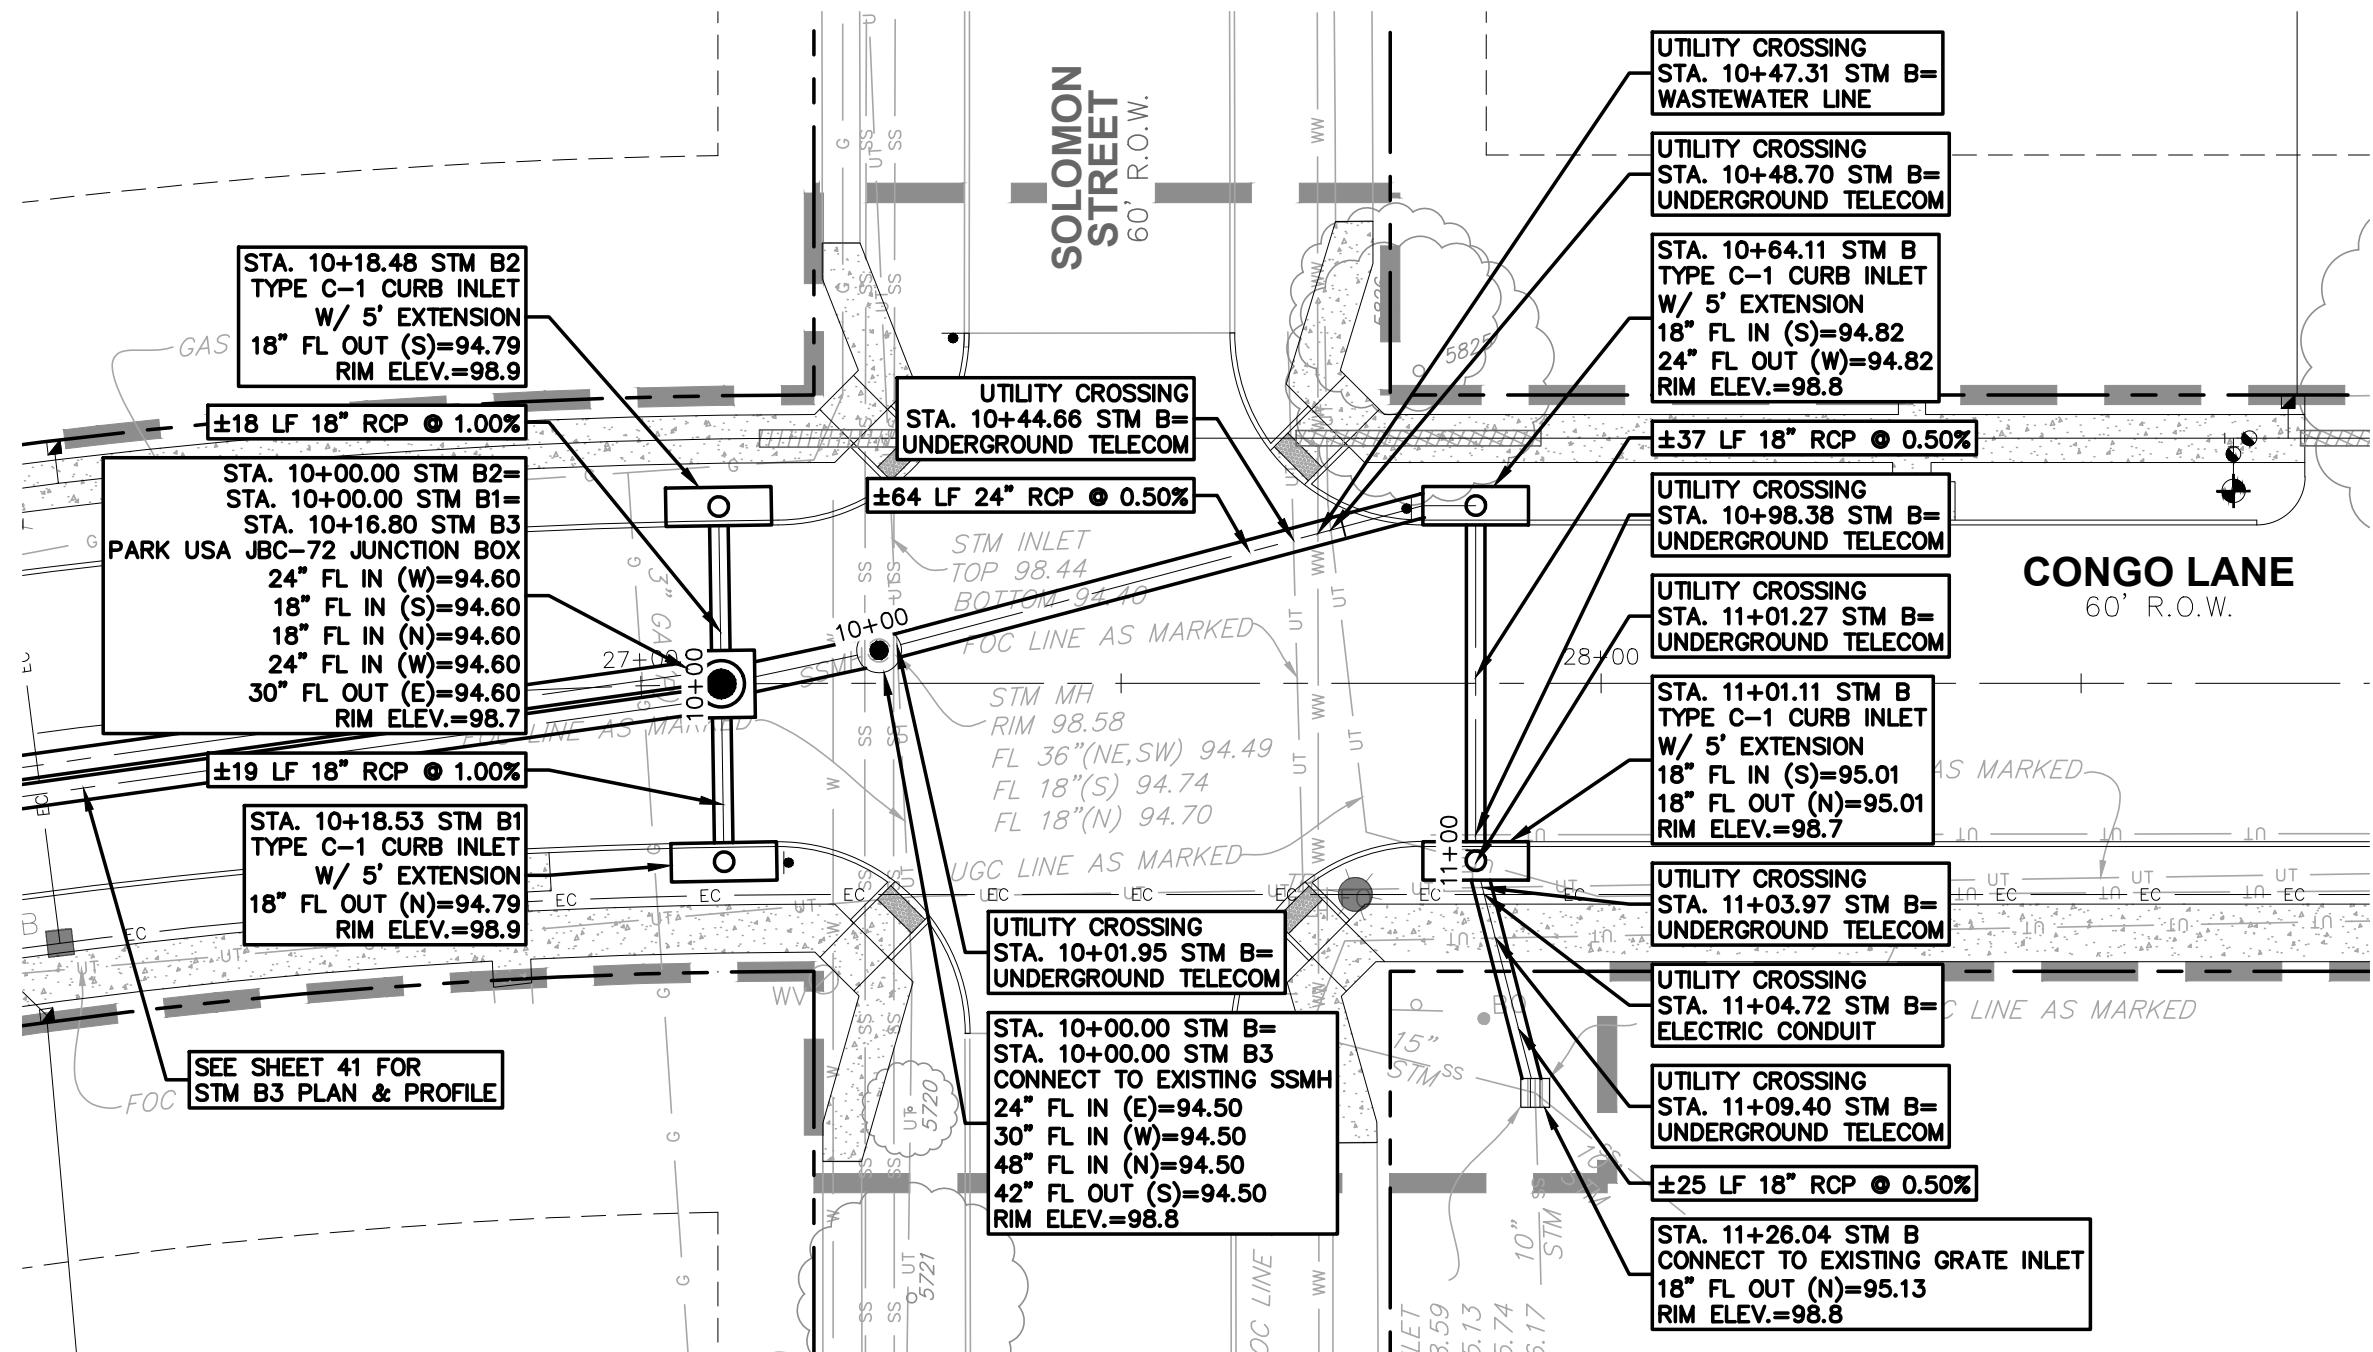 SOLOMON
STREET
60' R.O.W.
UTILITY CROSSING
STA. 10+47.31 STM B=
WASTEWATER LINE
UTILITY CROSSING
STA. 10+48.70 STM B=
UNDERGROUND TELECOM
STA. 10+64.11 STM B
TYPE C-1 CURB INLET
W/ 5' EXTENSION
18" FL IN (S)=94.82
24" FL OUT (W)=94.82
RIM ELEV.=98.8
±37 LF 18" RCP @ 0.50%
UTILITY CROSSING
STA. 10+98.38 STM B=
UNDERGROUND TELECOM
UTILITY CROSSING
STA. 11+01.27 STM B=
UNDERGROUND TELECOM
STA. 11+01.11 STM B
TYPE C-1 CURB INLET
W/ 5' EXTENSION
18" FL IN (S)=95.01
18" FL OUT (N)=95.01
RIM ELEV.=98.7
UTILITY CROSSING
STA. 11+03.97 STM B=
UNDERGROUND TELECOM
UTILITY CROSSING
STA. 11+04.72 STM B=
ELECTRIC CONDUIT
UTILITY CROSSING
STA. 11+09.40 STM B=
UNDERGROUND TELECOM
±25 LF 18" RCP @ 0.50%
STA. 11+26.04 STM B
CONNECT TO EXISTING GRATE INLET
18" FL OUT (N)=95.13
RIM ELEV.=98.8
STA. 10+18.48 STM B2
TYPE C-1 CURB INLET
W/ 5' EXTENSION
18" FL OUT (S)=94.79
RIM ELEV.=98.9
±18 LF 18" RCP @ 1.00%
STA. 10+00.00 STM B2=
STA. 10+00.00 STM B1=
STA. 10+16.80 STM B3
PARK USA JBC-72 JUNCTION BOX
24" FL IN (W)=94.60
18" FL IN (S)=94.60
18" FL IN (N)=94.60
24" FL IN (W)=94.60
30" FL OUT (E)=94.60
RIM ELEV.=98.7
±19 LF 18" RCP @ 1.00%
STA. 10+18.53 STM B1
TYPE C-1 CURB INLET
W/ 5' EXTENSION
18" FL OUT (N)=94.79
RIM ELEV.=98.9
SEE SHEET 41 FOR
STM B3 PLAN & PROFILE
UTILITY CROSSING
STA. 10+44.66 STM B=
UNDERGROUND TELECOM
±64 LF 24" RCP @ 0.50%
UTILITY CROSSING
STA. 10+01.95 STM B=
UNDERGROUND TELECOM
STA. 10+00.00 STM B=
STA. 10+00.00 STM B3
CONNECT TO EXISTING SSMH
24" FL IN (E)=94.50
30" FL IN (W)=94.50
48" FL IN (N)=94.50
42" FL OUT (S)=94.50
RIM ELEV.=98.8
CONGO LANE
60' R.O.W.
GAS
STM INLET
TOP 98.44
BOTTOM 94.40
FOC LINE AS MARKED
STM MH
RIM 98.58
FL 36"(NE,SW) 94.49
FL 18"(S) 94.74
FL 18"(N) 94.70
UGC LINE AS MARKED
FOC LINE AS MARKED
AS MARKED
LINE AS MARKED
FOC
10+00
10+00
11+00
28+00
3" GAS
WV
15"
STM
10"
STM
5825
5826
5720
5721